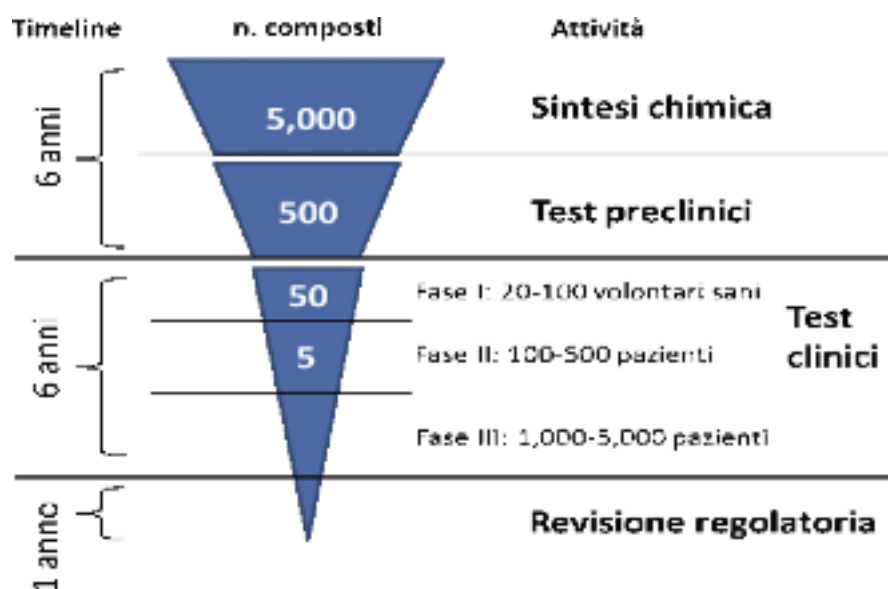 Timeline n. composti Attività
6 anni
5,000 Sintesi chimica
500 Test preclinici
6 anni
50 Fase I: 20-100 volontari sani
Test
clinici
5 Fase II: 100-500 pazienti
Fase III: 1,000-5,000 pazienti
1 anno
Revisione regolatoria